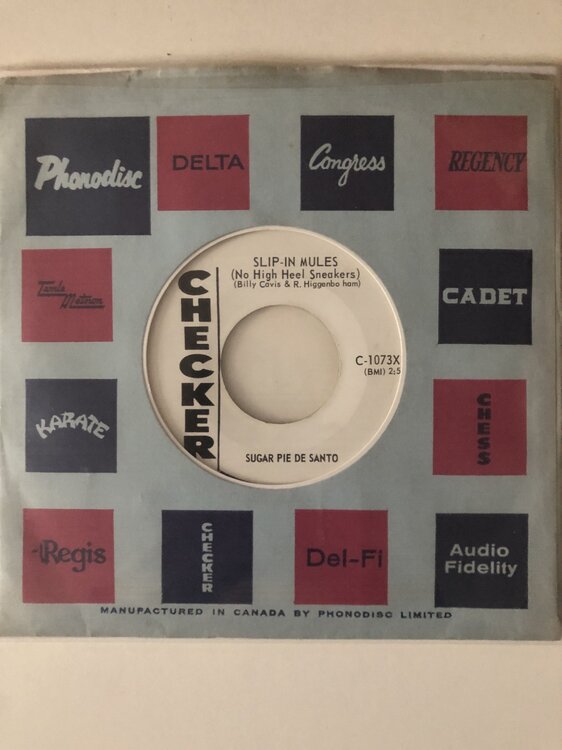 Phonodisc
DELTA
Congress
REGENCY
Tamla
Motown
CADET
KARATE
CHESS
Regis
CHECKER
Del-Fi
Audio
Fidelity
MANUFACTURED IN CANADA BY PHONODISC LIMITED
CHECKER
SLIP-IN MULES
(No High Heel Sneakers)
(Billy Cavis & R. Higgenbo ham)
C-1073X
(BMI) 2:5
SUGAR PIE DE SANTO